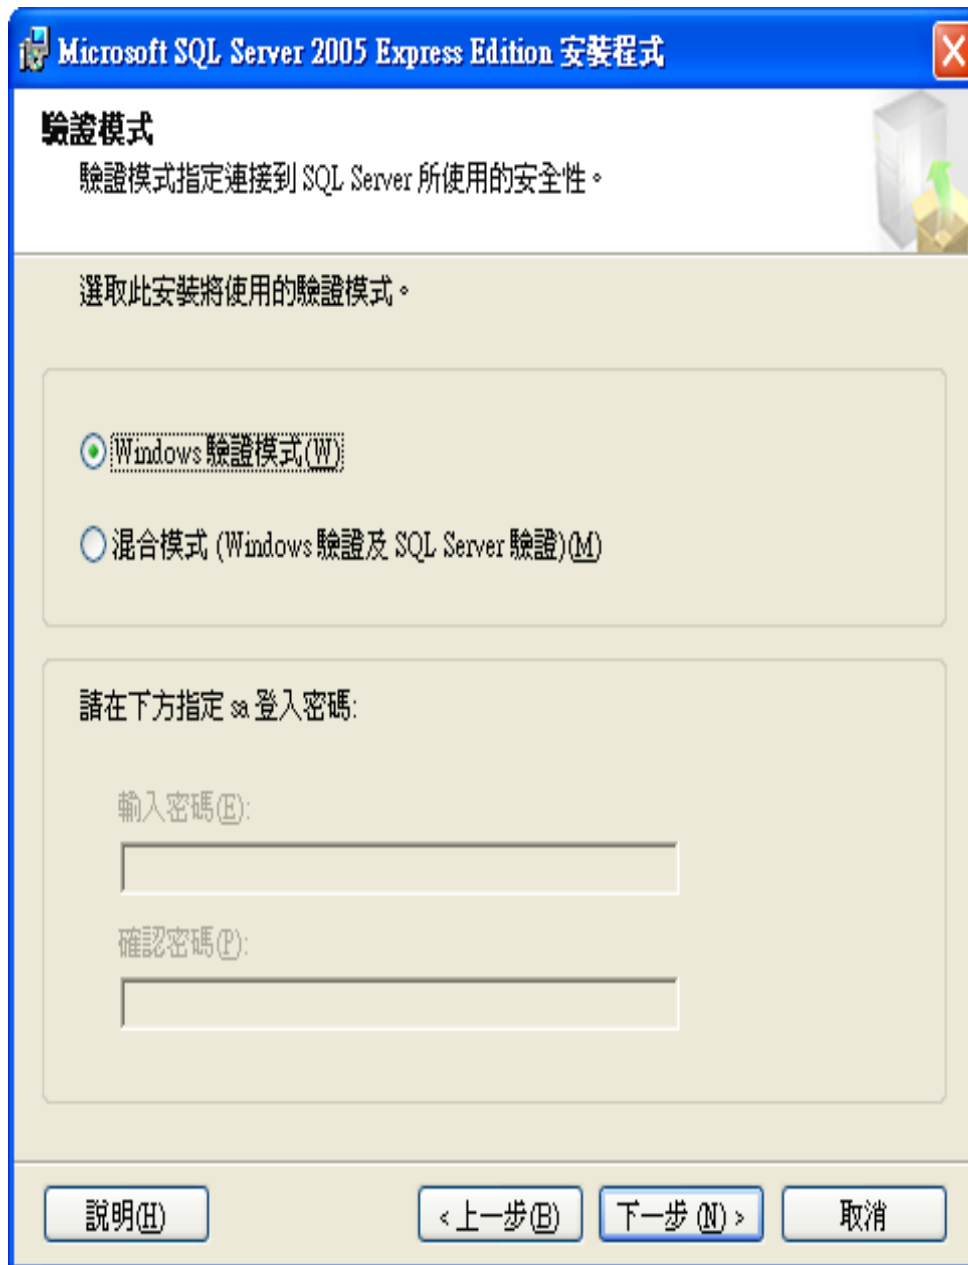 Microsoft SQL Server 2005 Express Edition 安裝程式
驗證模式
驗證模式指定連接到 SQL Server 所使用的安全性。
選取此安裝將使用的驗證模式。
Windows 驗證模式(W)
混合模式 (Windows 驗證及 SQL Server 驗證)(M)
請在下方指定 sa 登入密碼:
輸入密碼(E):
確認密碼(P):
說明(H)
< 上一步(B)
下一步 (N) >
取消